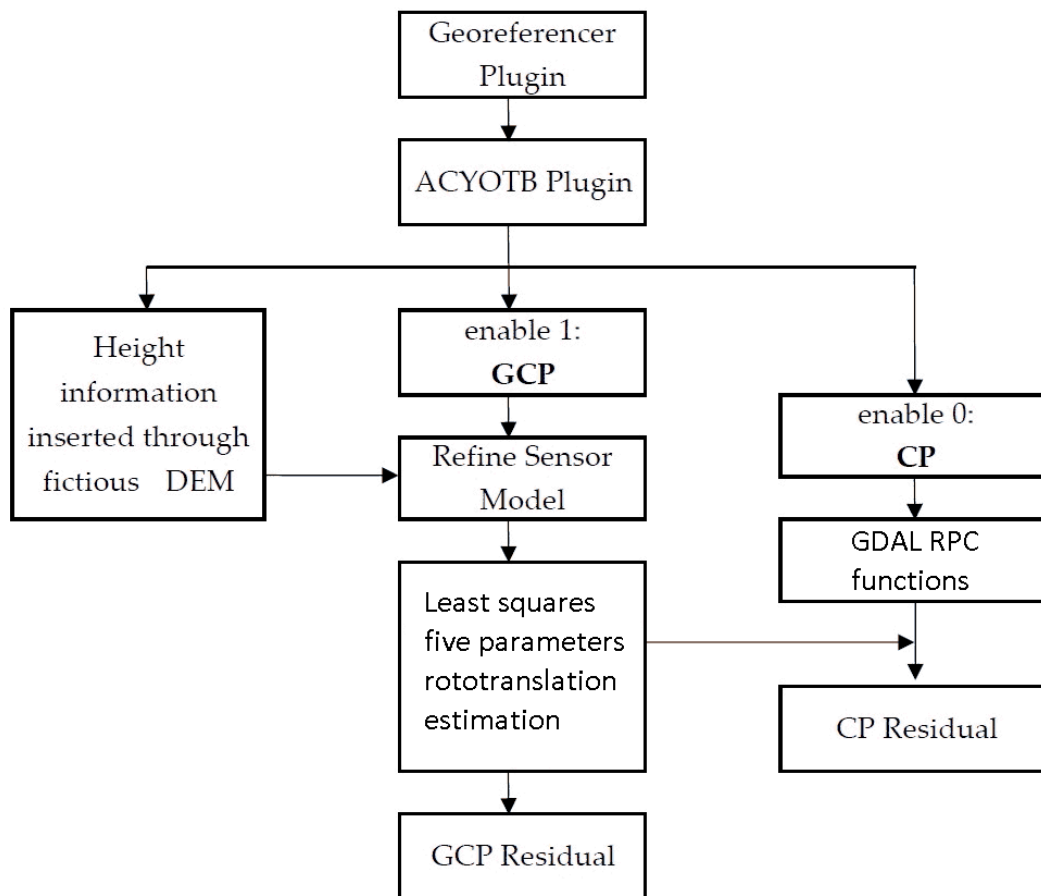 Georeferencer
Plugin
ACYOTB Plugin
Height
information
inserted through
fictious DEM
enable 1:
GCP
Refine Sensor
Model
Least squares
five parameters
rototranslation
estimation
GCP Residual
enable 0:
CP
GDAL RPC
functions
CP Residual